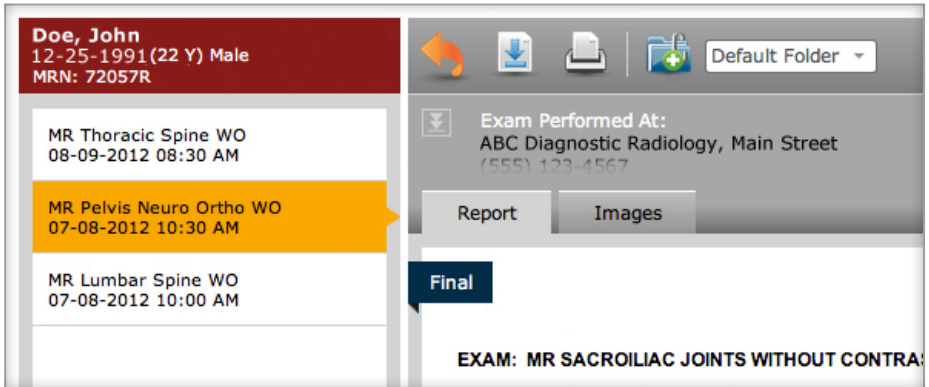 Doe, John
12-25-1991(22 Y) Male
MRN: 72057R
MR Thoracic Spine WO
08-09-2012 08:30 AM
MR Pelvis Neuro Ortho WO
07-08-2012 10:30 AM
MR Lumbar Spine WO
07-08-2012 10:00 AM
Default Folder
Exam Performed At:
ABC Diagnostic Radiology, Main Street
(555) 123-4567
Report
Images
Final
EXAM: MR SACROILIAC JOINTS WITHOUT CONTRA